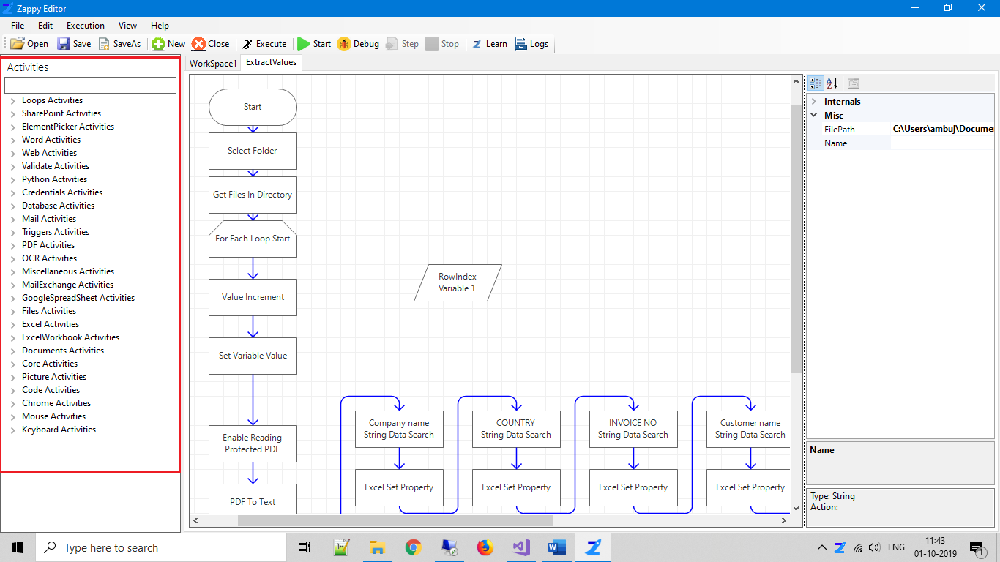 Zappy Editor
File Edit Execution View Help
Open Save SaveAs New Close Execute Start Debug Step Stop Learn Logs
Activities
Loops Activities
SharePoint Activities
ElementPicker Activities
Word Activities
Web Activities
Validate Activities
Python Activities
Credentials Activities
Database Activities
Mail Activities
Triggers Activities
PDF Activities
OCR Activities
Miscellaneous Activities
MailExchange Activities
GoogleSpreadSheet Activities
Files Activities
Excel Activities
ExcelWorkbook Activities
Documents Activities
Core Activities
Picture Activities
Code Activities
Chrome Activities
Mouse Activities
Keyboard Activities
WorkSpace1 ExtractValues
Start
Select Folder
Get Files In Directory
For Each Loop Start
Value Increment
Set Variable Value
Enable Reading
Protected PDF
PDF To Text
RowIndex
Variable 1
Company name
String Data Search
Excel Set Property
COUNTRY
String Data Search
Excel Set Property
INVOICE NO
String Data Search
Excel Set Property
Customer name
String Data Search
Excel Set Property
Internals
Misc
FilePath C:\Users\ambuj\Docume
Name
Name
Type: String
Action:
Type here to search
ENG
11:43
01-10-2019
1